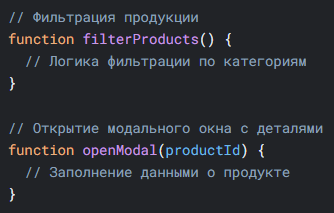 // Фильтрация продукции
function filterProducts() {
// Логика фильтрации по категориям
}
// Открытие модального окна с деталями
function openModal(productId) {
// Заполнение данными о продукте
}